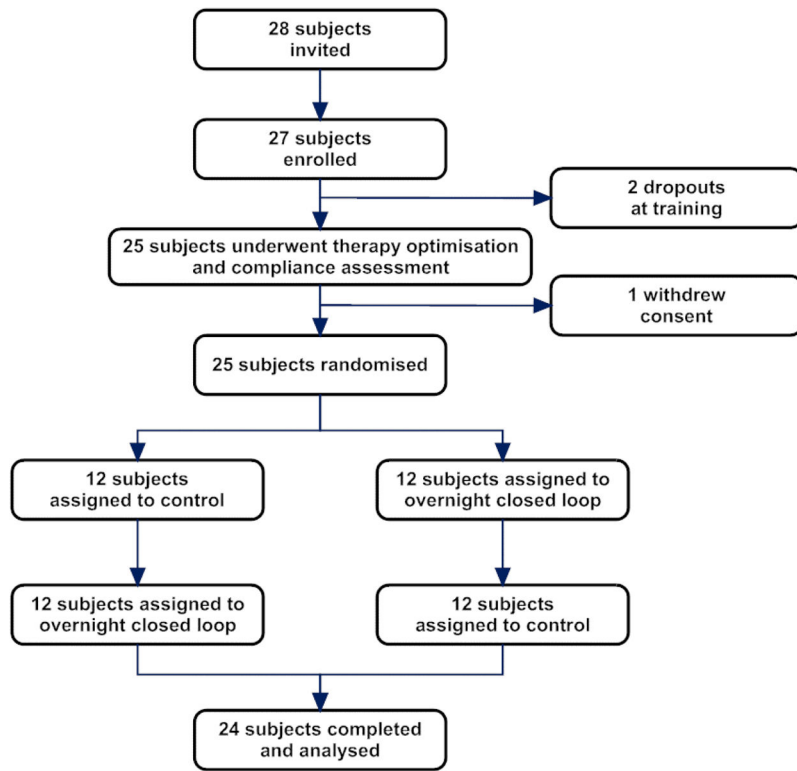 28 subjects
invited
27 subjects
enrolled
2 dropouts
at training
25 subjects underwent therapy optimisation
and compliance assessment
1 withdrew
consent
25 subjects randomised
12 subjects
assigned to control
12 subjects assigned to
overnight closed loop
12 subjects assigned to
overnight closed loop
12 subjects
assigned to control
24 subjects completed
and analysed